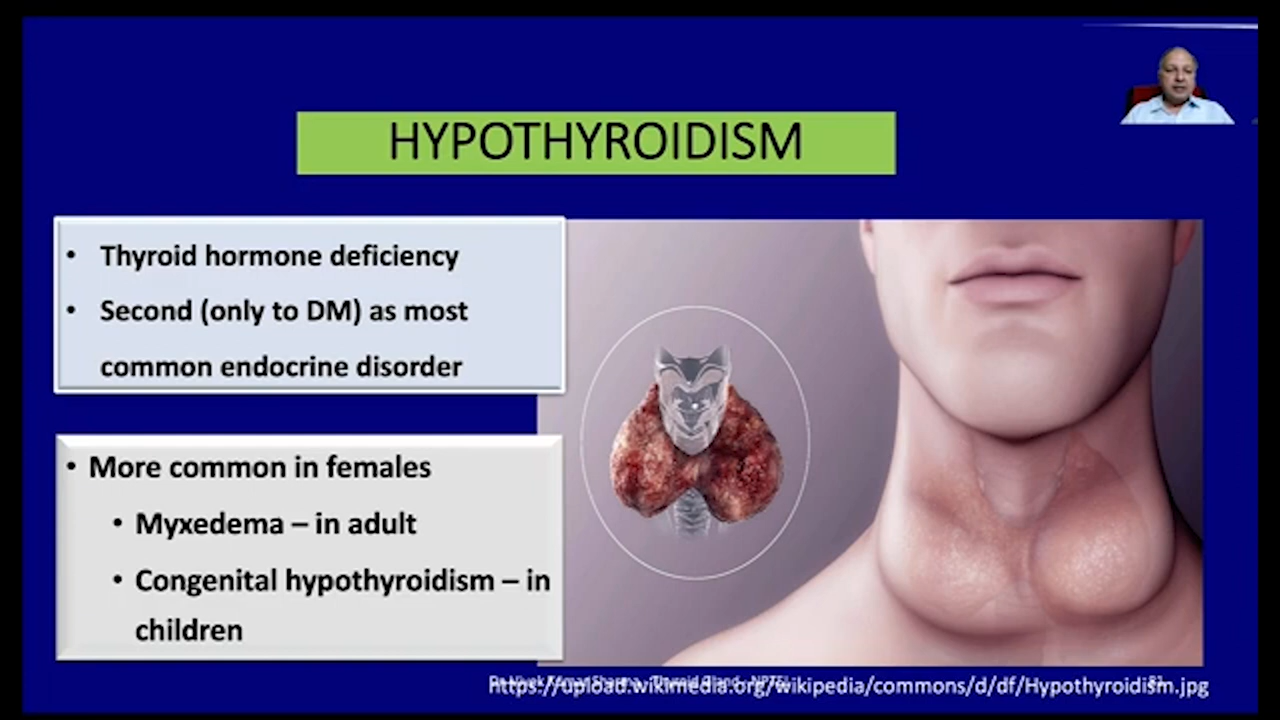 HYPOTHYROIDISM
• Thyroid hormone deficiency
• Second (only to DM) as most
common endocrine disorder
• More common in females
• Myxedema – in adult
• Congenital hypothyroidism – in
children
https://upload.wikimedia.org/wikipedia/commons/d/df/Hypothyroidism.jpg